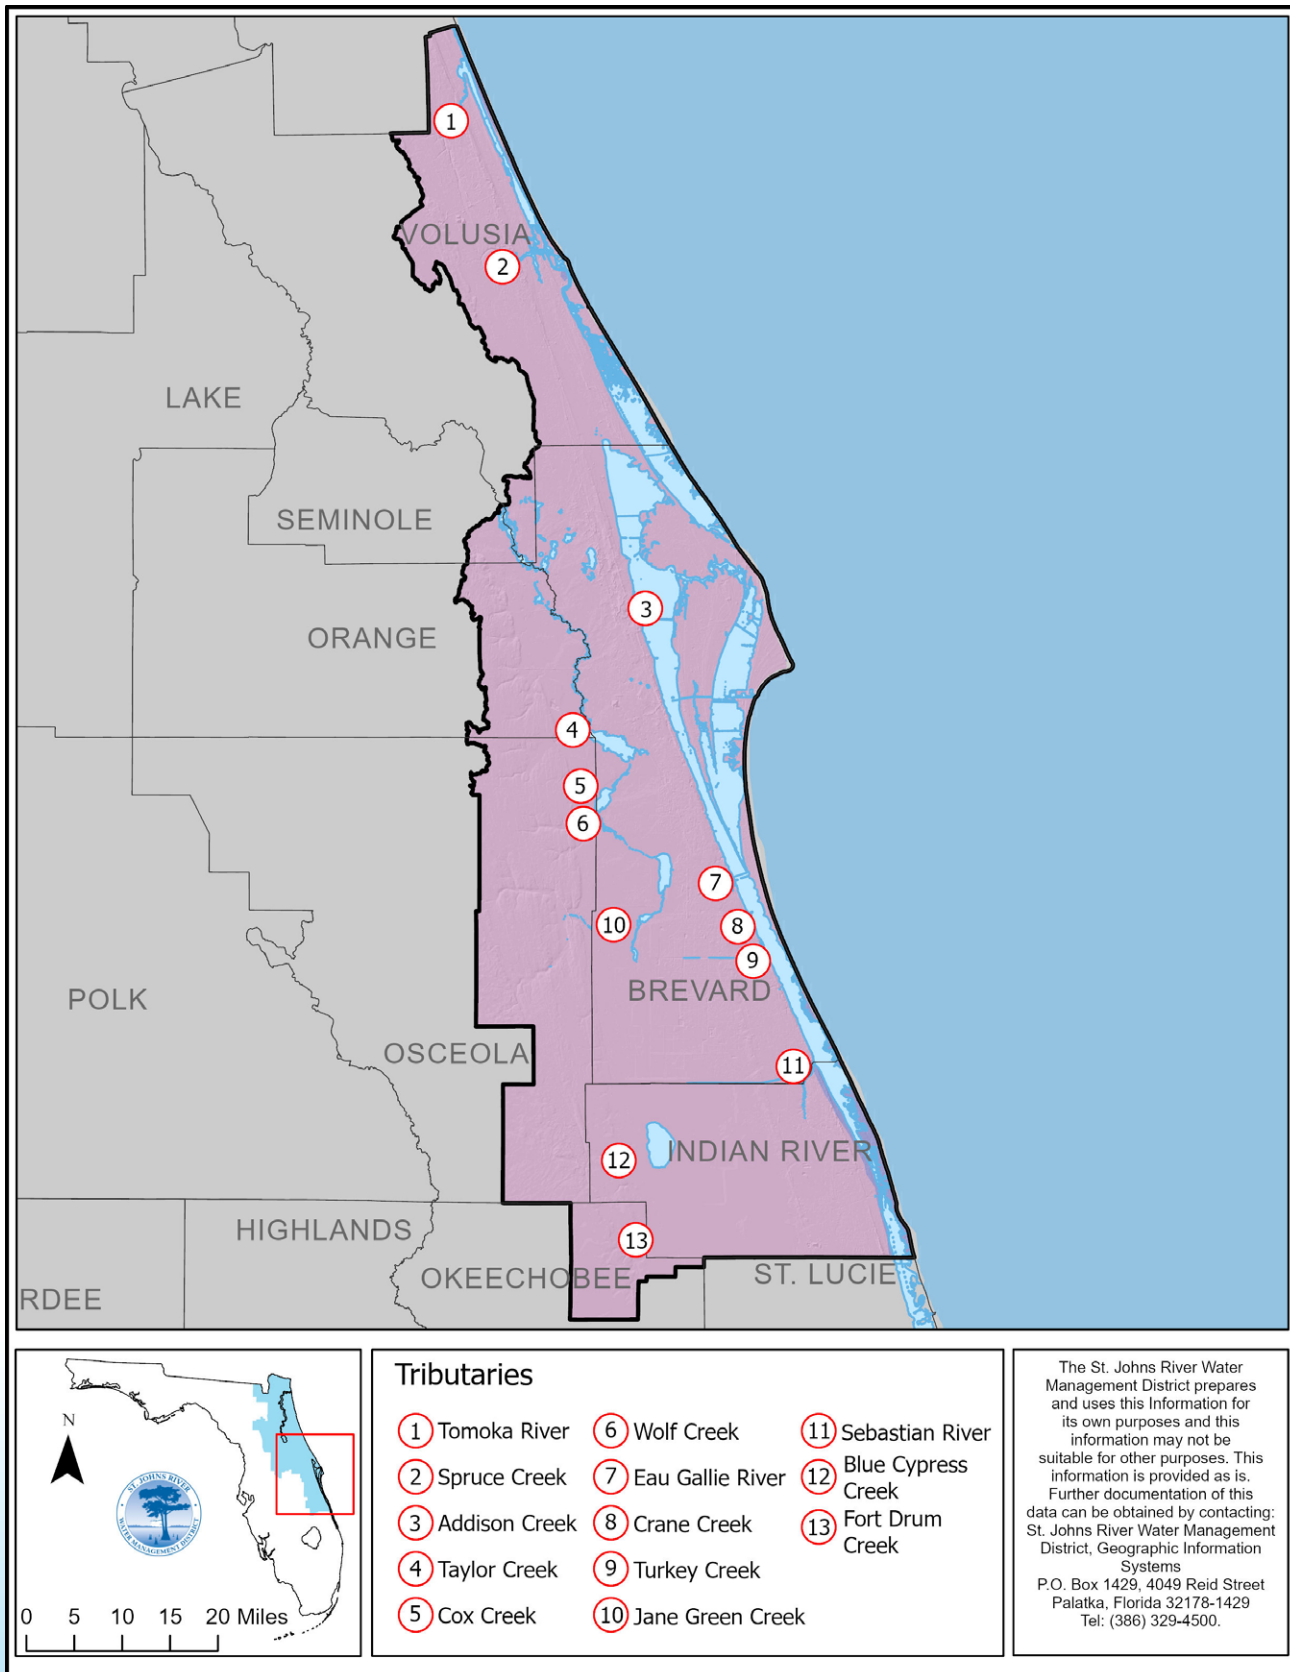 1
VOLUSIA
2
LAKE
SEMINOLE
3
ORANGE
4
5
6
7
10
8
9
BREVARD
POLK
OSCEOLA
11
INDIAN RIVER
12
HIGHLANDS
13
OKEECHOBEE
ST. LUCIE
RDEE
N
ST. JOHNS RIVER
WATER MANAGEMENT DISTRICT
0 5 10 15 20 Miles
Tributaries
1 Tomoka River
2 Spruce Creek
3 Addison Creek
4 Taylor Creek
5 Cox Creek
6 Wolf Creek
7 Eau Gallie River
8 Crane Creek
9 Turkey Creek
10 Jane Green Creek
11 Sebastian River
12 Blue Cypress
Creek
13 Fort Drum
Creek
The St. Johns River Water
Management District prepares
and uses this Information for
its own purposes and this
information may not be
suitable for other purposes. This
information is provided as is.
Further documentation of this
data can be obtained by contacting:
St. Johns River Water Management
District, Geographic Information
Systems
P.O. Box 1429, 4049 Reid Street
Palatka, Florida 32178-1429
Tel: (386) 329-4500.